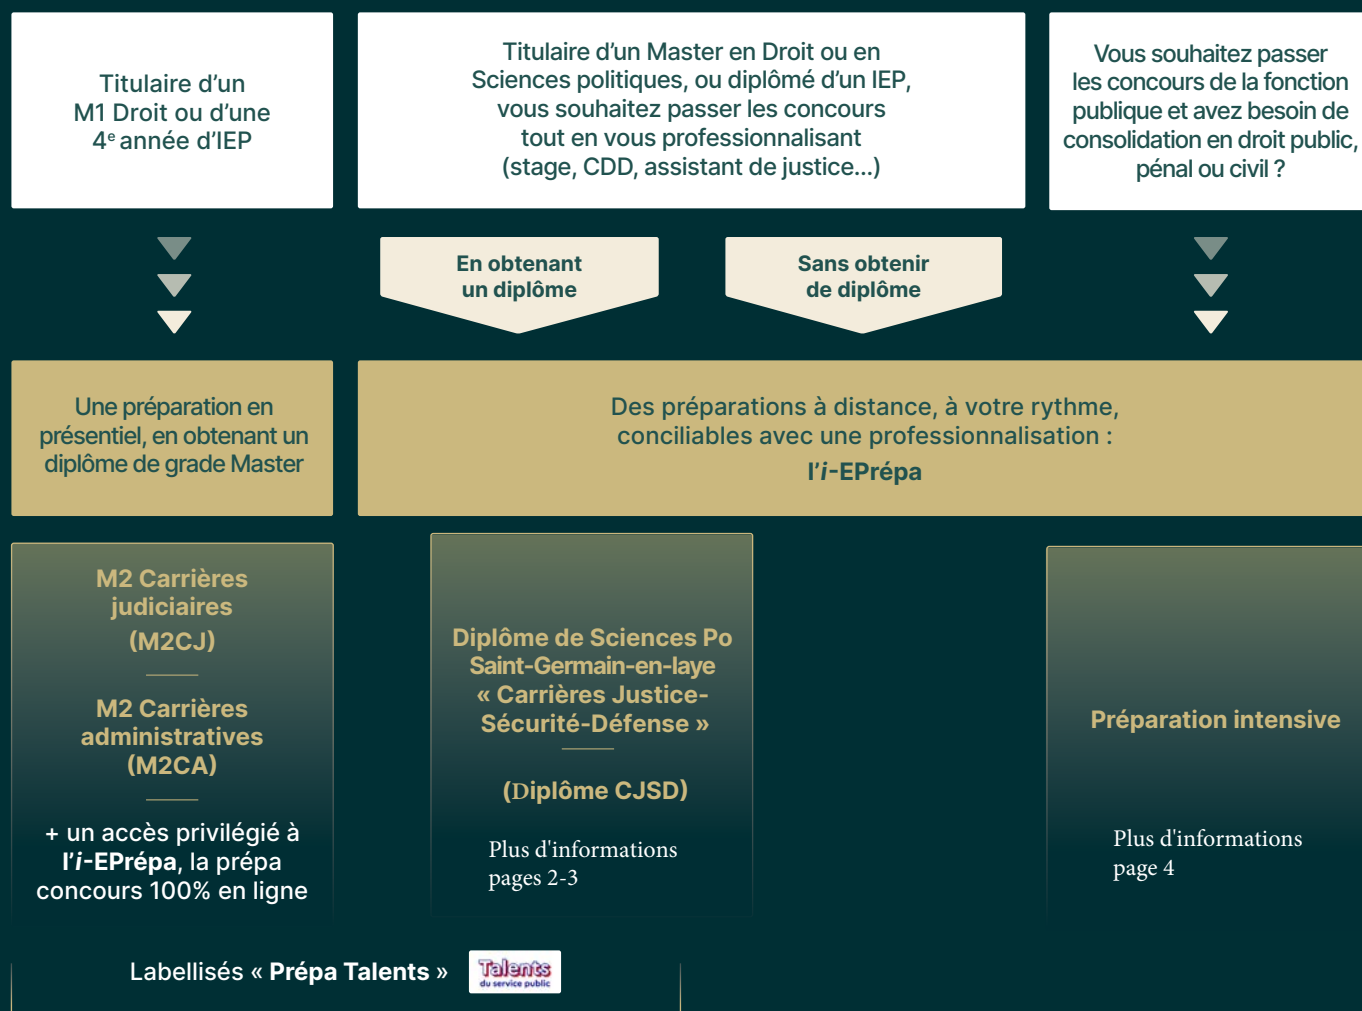 Titulaire d’un
M1 Droit ou d’une
4e année d’IEP
Titulaire d’un Master en Droit ou en
Sciences politiques, ou diplômé d’un IEP,
vous souhaitez passer les concours
tout en vous professionnalisant
(stage, CDD, assistant de justice...)
Vous souhaitez passer
les concours de la fonction
publique et avez besoin de
consolidation en droit public,
pénal ou civil ?
En obtenant
un diplôme
Sans obtenir
de diplôme
Une préparation en
présentiel, en obtenant un
diplôme de grade Master
Des préparations à distance, à votre rythme,
conciliables avec une professionnalisation :
l’i-EPrépa
M2 Carrières
judiciaires
(M2CJ)
M2 Carrières
administratives
(M2CA)
+ un accès privilégié à
l’i-EPrépa, la prépa
concours 100% en ligne
Diplôme de Sciences Po
Saint-Germain-en-laye
« Carrières Justice-
Sécurité-Défense »
(Diplôme CJSD)
Plus d'informations
pages 2-3
Préparation intensive
Plus d'informations
page 4
Labellisés « Prépa Talents »
Talents
du service public